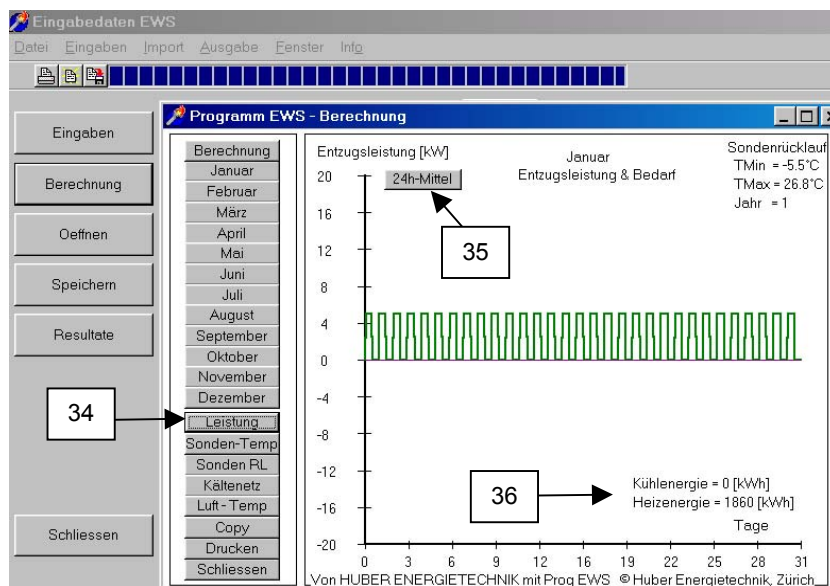 Eingabedaten EWS
Datei Eingaben Import Ausgabe Fenster Info
Eingaben
Berechnung
Oeffnen
Speichern
Resultate
Schliessen
34
Programm EWS - Berechnung
Berechnung
Januar
Februar
März
April
Mai
Juni
Juli
August
September
Oktober
November
Dezember
Leistung
Sonden-Temp
Sonden RL
Kältenetz
Luft-Temp
Copy
Drucken
Schliessen
Entzugsleistung [kW]
24h-Mittel
Januar
Entzugsleistung & Bedarf
Sondenrücklauf
TMin = -5.5°C
TMax = 26.8°C
Jahr = 1
35
20
16
12
8
4
0
-4
-8
-12
-16
-20
36
Kühlenergie = 0 [kWh]
Heizenergie = 1860 [kWh]
Tage
0 3 6 9 12 16 19 22 25 28 31
Von HUBER ENERGIETECHNIK mit Prog EWS © Huber Energietechnik, Zürich